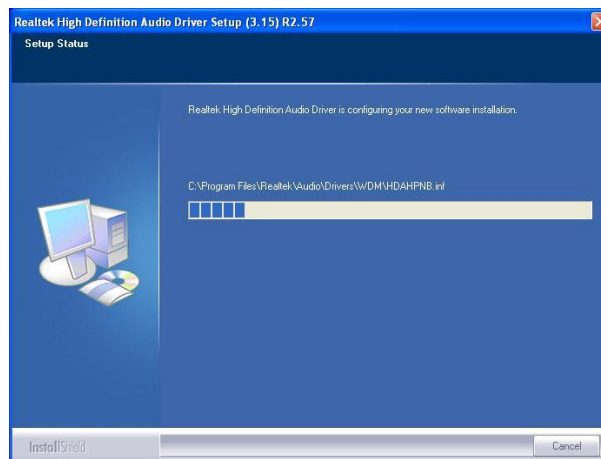 Realtek High Definition Audio Driver Setup (3.15) R2.57
Setup Status
Realtek High Definition Audio Driver is configuring your new software installation.
C:\Program Files\Realtek\Audio\Drivers\WDM\HDAHPNB.inf
InstallShield
Cancel